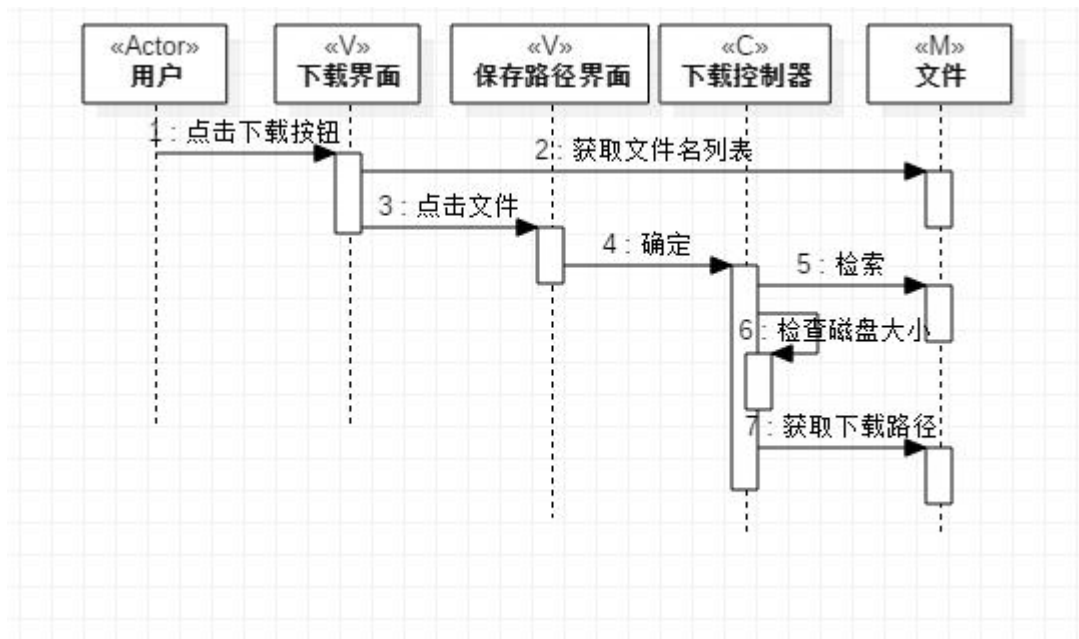 «Actor»
用户
«V»
下载界面
«V»
保存路径界面
«C»
下载控制器
«M»
文件
1 : 点击下载按钮
2 : 获取文件名列表
3 : 点击文件
4 : 确定
5 : 检索
6 : 检查磁盘大小
7 : 获取下载路径